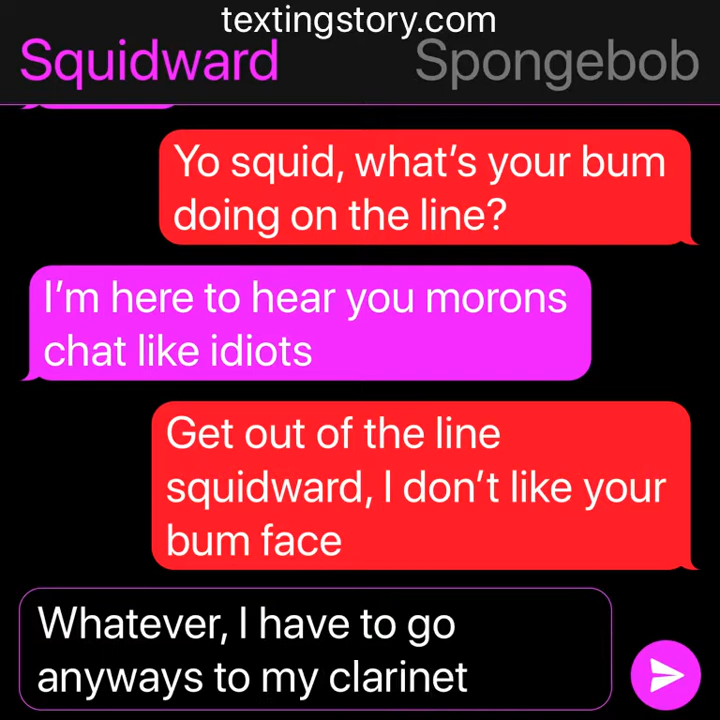 textingstory.com
Squidward Spongebob
Yo squid, what’s your bum
doing on the line?
I’m here to hear you morons
chat like idiots
Get out of the line
squidward, I don’t like your
bum face
Whatever, I have to go
anyways to my clarinet